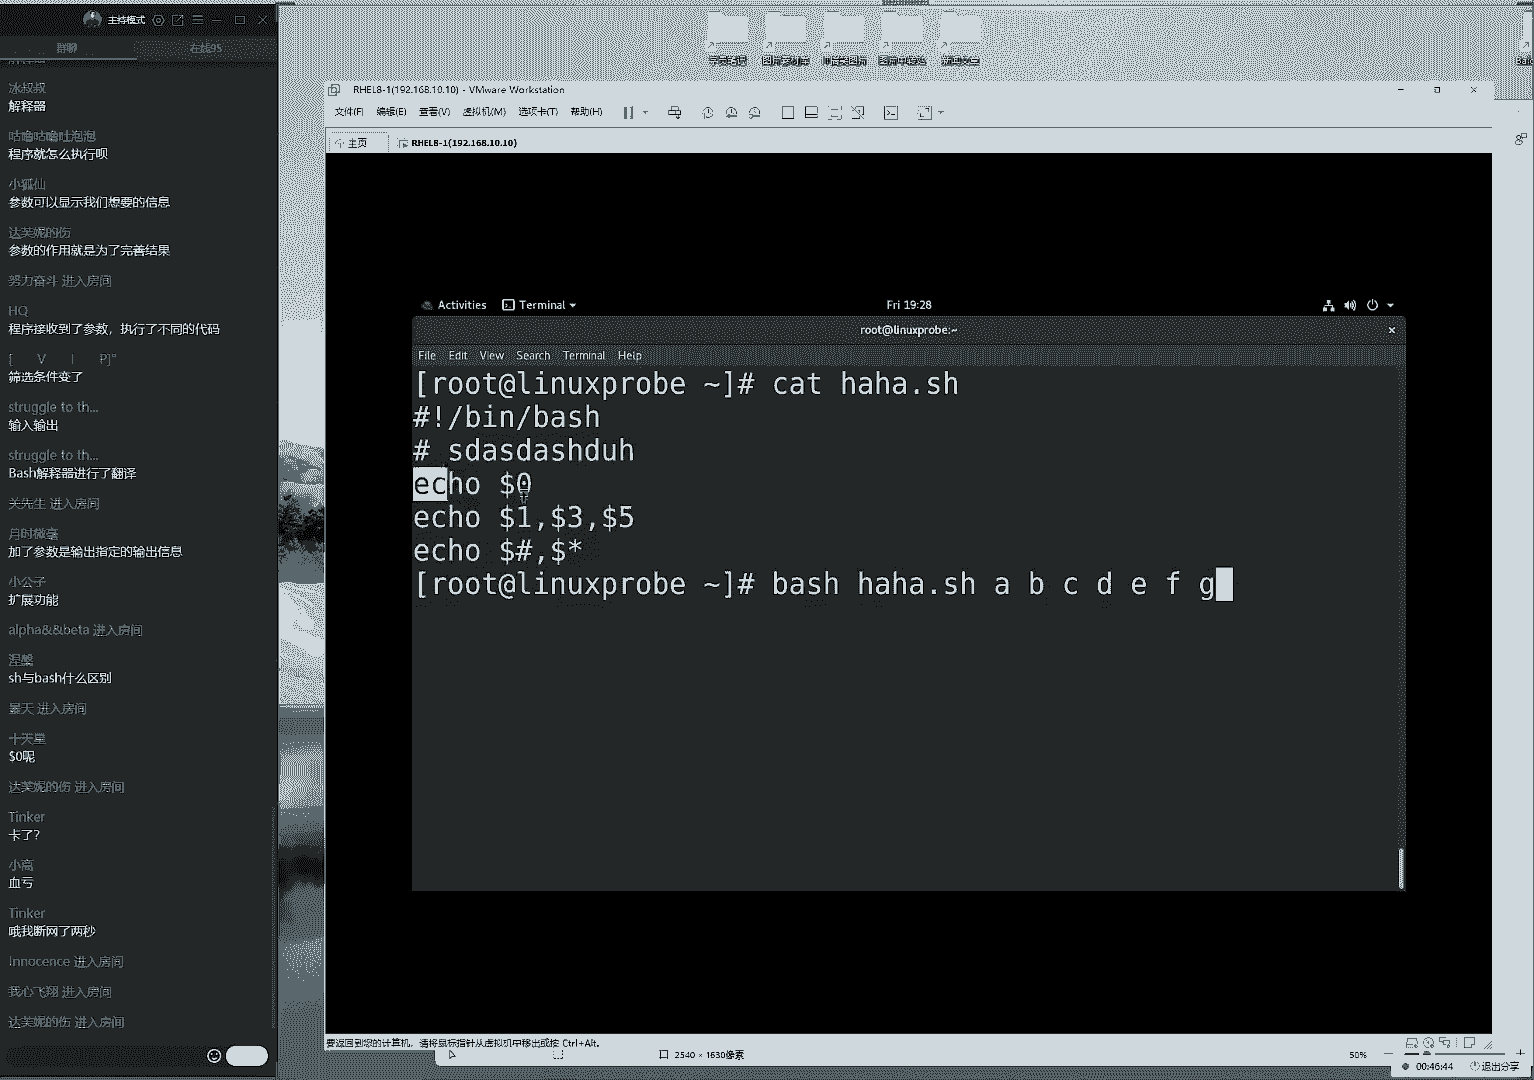 主持模式
群聊
在线95
冰叔叔
解释器
咕噜咕噜吐泡泡
程序就怎么执行呗
小狐仙
参数可以显示我们想要的信息
达芙妮的伤
参数的作用就是为了完善结果
努力奋斗 进入房间
HQ
程序接收到了参数，执行了不同的代码
[ V I P]°
筛选条件变了
struggle to th...
输入输出
struggle to th...
Bash解释器进行了翻译
关先生 进入房间
月时微毫
加了参数是输出指定的输出信息
小公子
扩展功能
alpha&&beta 进入房间
涅槃
sh与bash什么区别
昊天 进入房间
十天星
$0呢
达芙妮的伤 进入房间
Tinker
卡了?
小高
血亏
Tinker
哦我断网了两秒
Innocence 进入房间
我心飞翔 进入房间
达芙妮的伤 进入房间
RHEL8-1(192.168.10.10) - VMware Workstation
文件(F) 编辑(E) 查看(V) 虚拟机(M) 选项卡(T) 帮助(H)
主页
RHEL8-1(192.168.10.10)
Activities Terminal Fri 19:28
root@linuxprobe:~
File Edit View Search Terminal Help
[root@linuxprobe ~]# cat haha.sh
#!/bin/bash
# sdasdashduh
echo $0
echo $1,$3,$5
echo $#,$*
[root@linuxprobe ~]# bash haha.sh a b c d e f g
要返回到您的计算机，请将鼠标指针从虚拟机中移出或按 Ctrl+Alt。
2540 × 1630像素
50%
00:46:44
退出分享